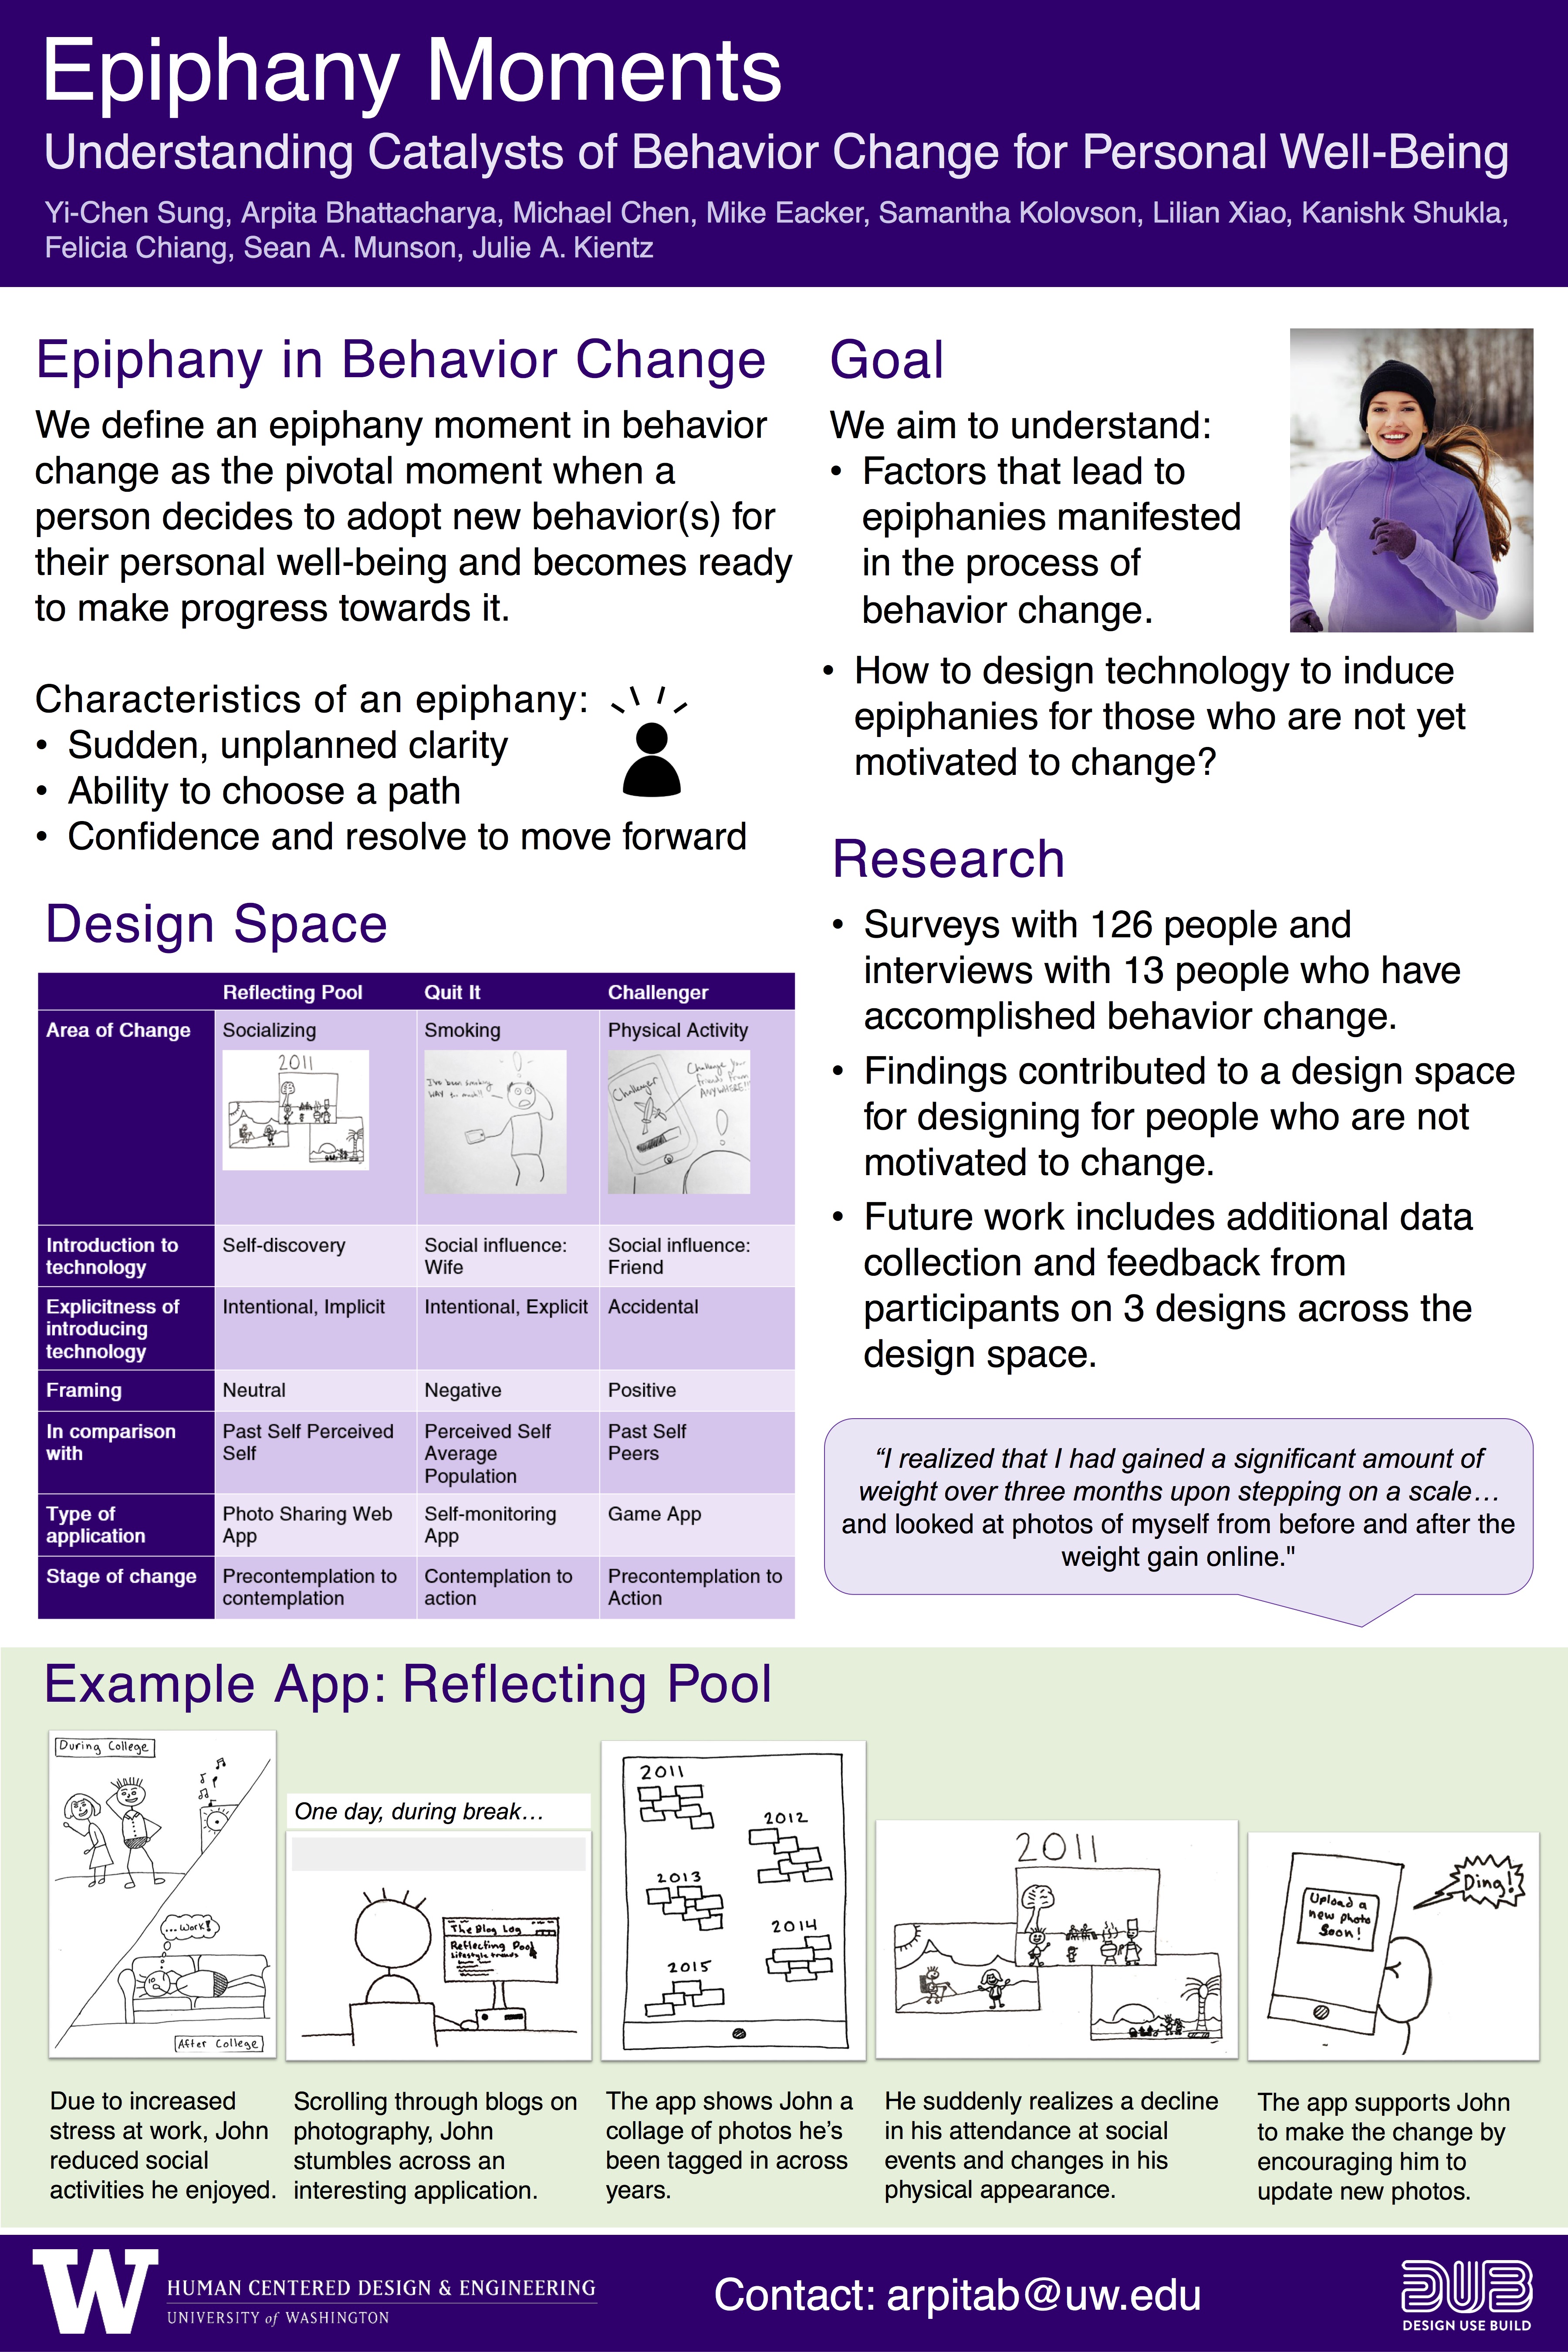 Epiphany Moments
Understanding Catalysts of Behavior Change for Personal Well-Being
Yi-Chen Sung, Arpita Bhattacharya, Michael Chen, Mike Eacker, Samantha Kolovson, Lilian Xiao, Kanishk Shukla,
Felicia Chiang, Sean A. Munson, Julie A. Kientz
Epiphany in Behavior Change
We define an epiphany moment in behavior
change as the pivotal moment when a
person decides to adopt new behavior(s) for
their personal well-being and becomes ready
to make progress towards it.
Characteristics of an epiphany:
• Sudden, unplanned clarity
• Ability to choose a path
• Confidence and resolve to move forward
Goal
We aim to understand:
• Factors that lead to
epiphanies manifested
in the process of
behavior change.
• How to design technology to induce
epiphanies for those who are not yet
motivated to change?
Research
• Surveys with 126 people and
interviews with 13 people who have
accomplished behavior change.
• Findings contributed to a design space
for designing for people who are not
motivated to change.
• Future work includes additional data
collection and feedback from
participants on 3 designs across the
design space.
“I realized that I had gained a significant amount of
weight over three months upon stepping on a scale…
and looked at photos of myself from before and after the
weight gain online."
Design Space
Reflecting Pool Quit It Challenger
Area of Change Socializing Smoking Physical Activity
2011
I've been smoking
WAY too much!!
Challenger
Challenge your
friends from
ANYWHERE!!
Introduction to Self-discovery Social influence: Social influence:
technology Wife Friend
Explicitness of Intentional, Implicit Intentional, Explicit Accidental
introducing
technology
Framing Neutral Negative Positive
In comparison Past Self Perceived Perceived Self Past Self
with Self Average Peers
Population
Type of Photo Sharing Web Self-monitoring Game App
application App App
Stage of change Precontemplation to Contemplation to Precontemplation to
contemplation action Action
Example App: Reflecting Pool
During College
...work!
After College
Due to increased
stress at work, John
reduced social
activities he enjoyed.
One day, during break…
The Blog Log
Reflecting Pool
lifestyle trends
Scrolling through blogs on
photography, John
stumbles across an
interesting application.
2011
2012
2013
2014
2015
The app shows John a
collage of photos he’s
been tagged in across
years.
2011
He suddenly realizes a decline
in his attendance at social
events and changes in his
physical appearance.
Upload a
new photo
Soon!
Ding!
The app supports John
to make the change by
encouraging him to
update new photos.
W
HUMAN CENTERED DESIGN & ENGINEERING
UNIVERSITY of WASHINGTON
Contact: arpitab@uw.edu
DUB
DESIGN USE BUILD